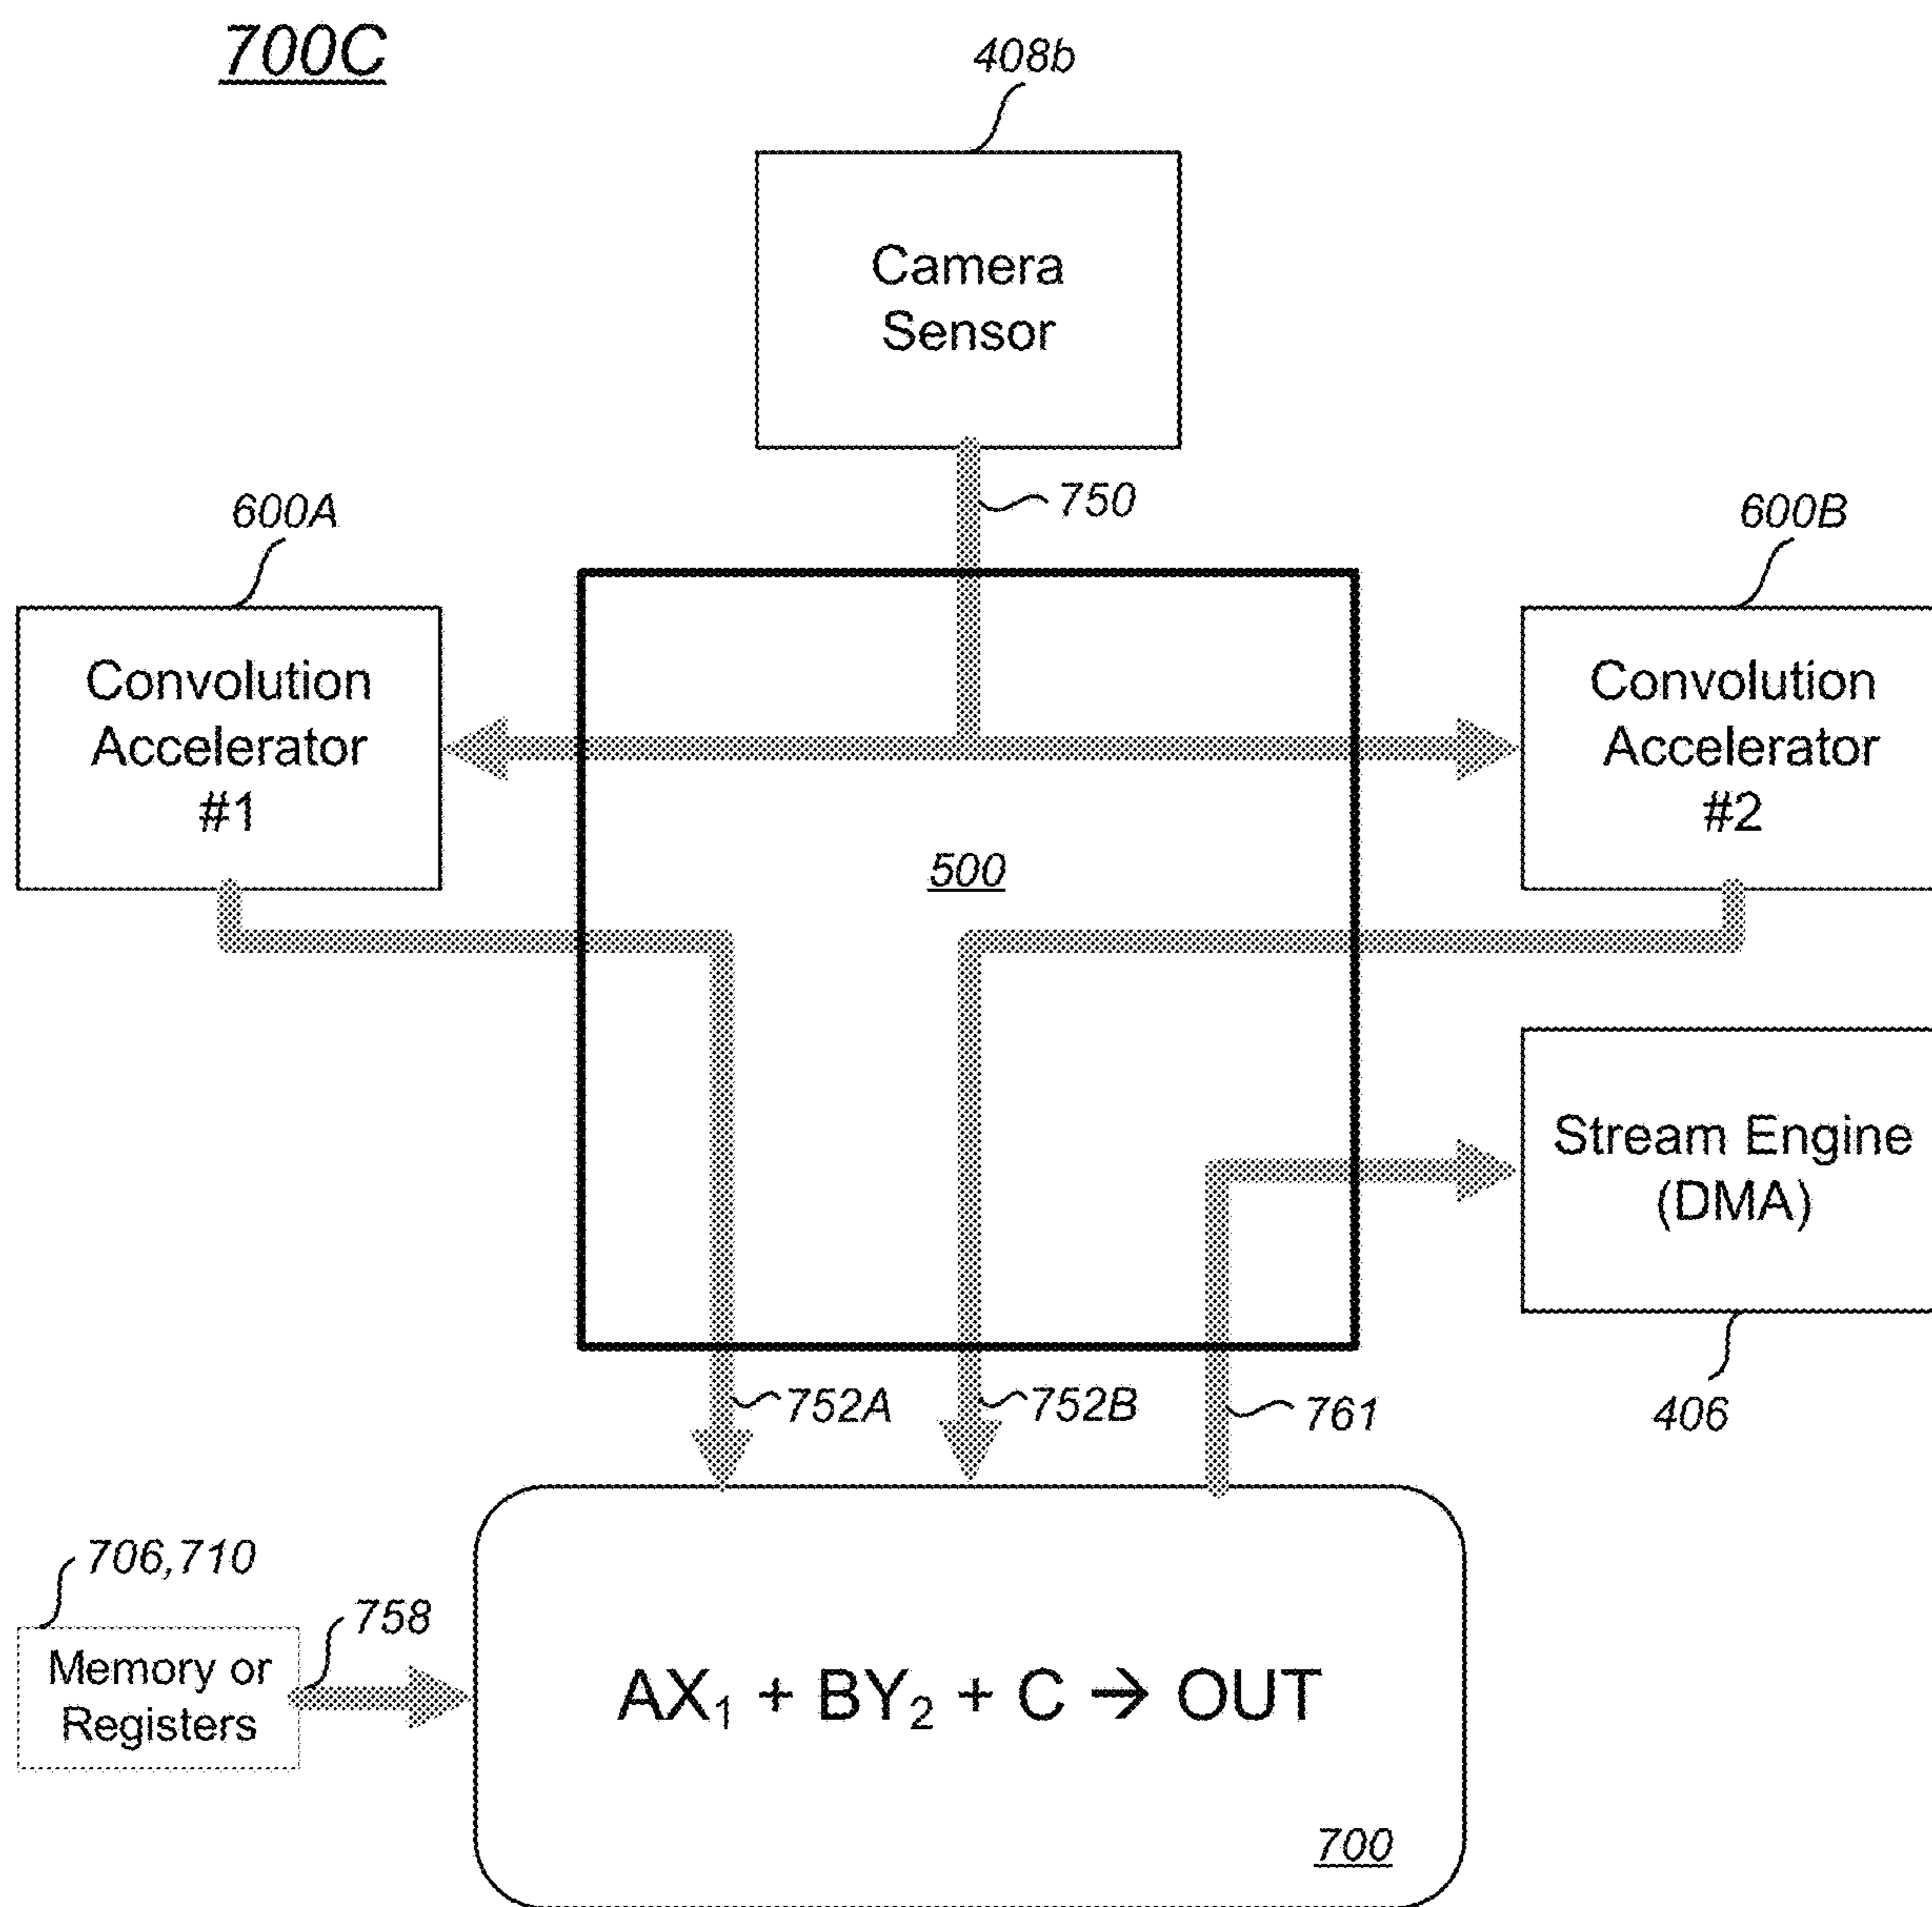 700C
408b
Camera
Sensor
750
600A
600B
Convolution
Accelerator
#1
Convolution
Accelerator
#2
500
Stream Engine
(DMA)
406
752A
752B
761
706,710
758
Memory or
Registers
AX₁ + BY₂ + C → OUT
700